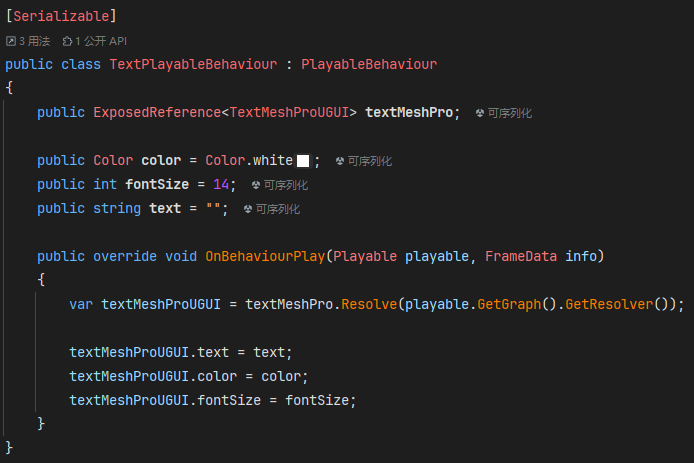 [Serializable]
3 用法 1 公开 API
public class TextPlayableBehaviour : PlayableBehaviour
{
public ExposedReference<TextMeshProUGUI> textMeshPro; 可序列化
public Color color = Color.white; 可序列化
public int fontSize = 14; 可序列化
public string text = ""; 可序列化
public override void OnBehaviourPlay(Playable playable, FrameData info)
{
var textMeshProUGUI = textMeshPro.Resolve(playable.GetGraph().GetResolver());
textMeshProUGUI.text = text;
textMeshProUGUI.color = color;
textMeshProUGUI.fontSize = fontSize;
}
}